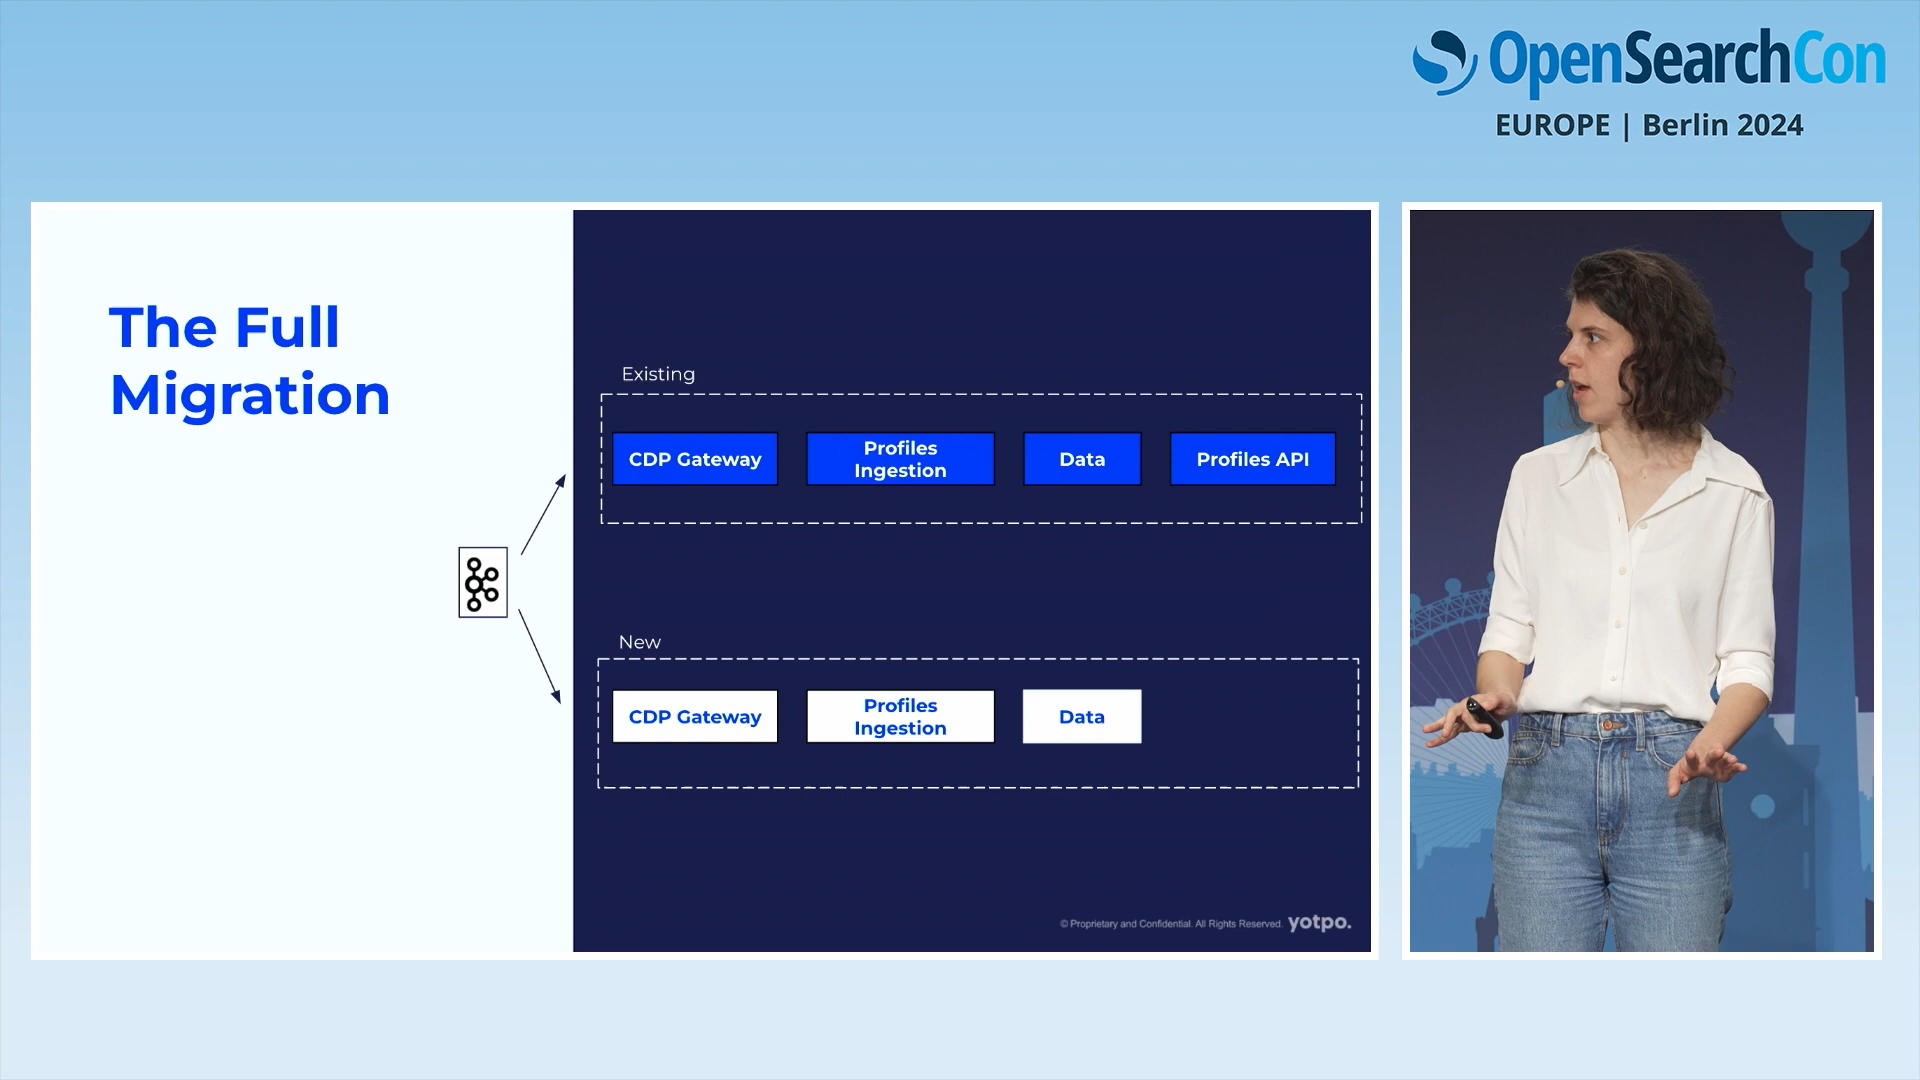 OpenSearchCon
EUROPE | Berlin 2024
The Full
Migration
Existing
CDP Gateway
Profiles
Ingestion
Data
Profiles API
New
CDP Gateway
Profiles
Ingestion
Data
© Proprietary and Confidential. All Rights Reserved. yotpo.